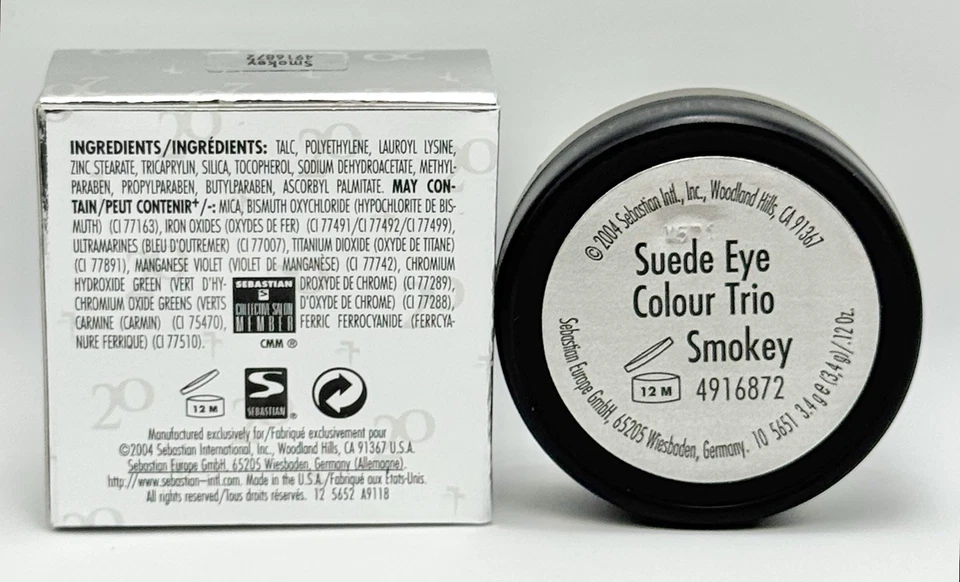 Smokey
4916872
INGREDIENTS/INGRÉDIENTS: TALC, POLYETHYLENE, LAUROYL LYSINE,
ZINC STEARATE, TRICAPRYLIN, SILICA, TOCOPHEROL, SODIUM DEHYDROACETATE, METHYL-
PARABEN, PROPYLPARABEN, BUTYLPARABEN, ASCORBYL PALMITATE. MAY CON-
TAIN/PEUT CONTENIR⁺/-: MICA, BISMUTH OXYCHLORIDE (HYPOCHLORITE DE BIS-
MUTH) (CI 77163), IRON OXIDES (OXYDES DE FER) (CI 77491/CI 77492/CI 77499),
ULTRAMARINES (BLEU D'OUTREMER) (CI 77007), TITANIUM DIOXIDE (OXYDE DE TITANE)
(CI 77891), MANGANESE VIOLET (VIOLET DE MANGANÈSE) (CI 77742), CHROMIUM
HYDROXIDE GREEN (VERT D'HY- DROXYDE DE CHROME) (CI 77289),
CHROMIUM OXIDE GREENS (VERTS D'OXYDE DE CHROME) (CI 77288),
CARMINE (CARMIN) (CI 75470), FERRIC FERROCYANIDE (FERRCYA-
NURE FERRIQUE) (CI 77510).
SEBASTIAN
COLLECTIVE SALON
MEMBER
CMM ®
12 M
SEBASTIAN ®
Manufactured exclusively for/Fabriqué exclusivement pour
©2004 Sebastian International, Inc., Woodland Hills, CA 91367 U.S.A.
Sebastian Europe GmbH, 65205 Wiesbaden, Germany (Allemagne).
http://www.sebastian-intl.com. Made in the U.S.A./Fabriqué aux États-Unis.
All rights reserved/Tous droits réservés. 12 5652 A9118
© 2004 Sebastian Intl., Inc., Woodland Hills, CA 91367
Suede Eye
Colour Trio
Smokey
12 M 4916872
Sebastian Europe GmbH, 65205 Wiesbaden, Germany. 10 5651 3.4 g e (3,4 g)/.12 Oz.